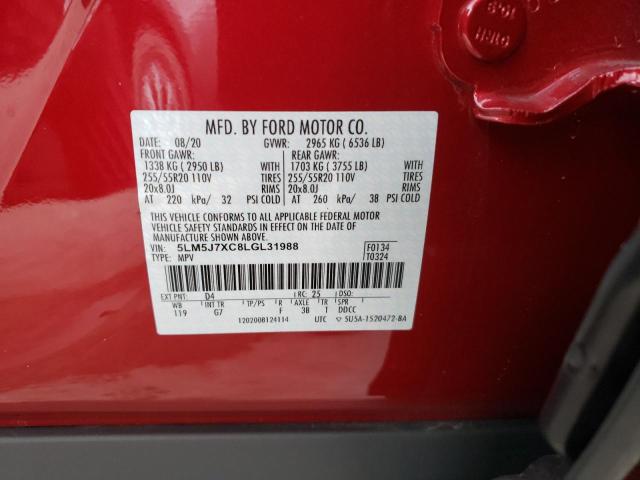 MFD. BY FORD MOTOR CO.
DATE: 08/20 GVWR: 2965 KG ( 6536 LB)
FRONT GAWR: REAR GAWR:
1338 KG ( 2950 LB) WITH 1703 KG ( 3755 LB) WITH
255/55R20 110V TIRES 255/55R20 110V TIRES
20x8.0J RIMS 20x8.0J RIMS
AT 220 kPa/ 32 PSI COLD AT 260 kPa/ 38 PSI COLD
THIS VEHICLE CONFORMS TO ALL APPLICABLE FEDERAL MOTOR
VEHICLE SAFETY STANDARDS IN EFFECT ON THE DATE OF
MANUFACTURE SHOWN ABOVE.
VIN: 5LM5J7XC8LGL31988 F0134
TYPE: MPV T0324
EXT PNT: D4 RC: 25
WB INT TR TP/PS R AXLE TR SPR
119 G7 F 3B T DDCC
1202008124114 UTC 5U5A-1520472-BA